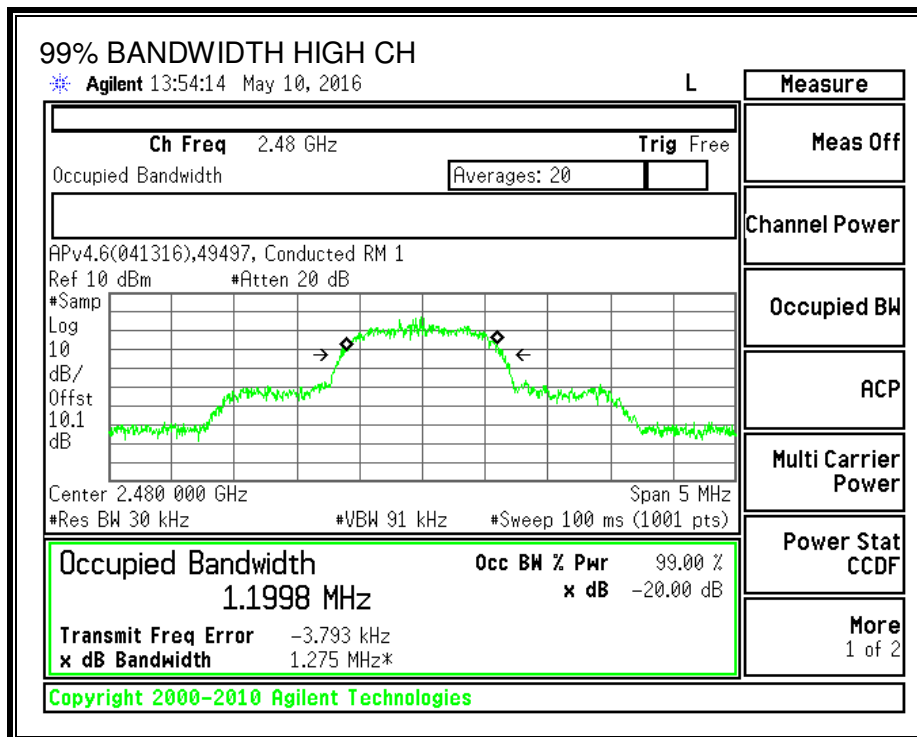 99% BANDWIDTH HIGH CH
Agilent 13:54:14 May 10, 2016 L
Measure
Ch Freq 2.48 GHz Trig Free
Occupied Bandwidth Averages: 20
APv4.6(041316),49497, Conducted RM 1
Ref 10 dBm #Atten 20 dB
#Samp
Log
10
dB/
Offst
10.1
dB
Center 2.480 000 GHz Span 5 MHz
#Res BW 30 kHz #VBW 91 kHz #Sweep 100 ms (1001 pts)
Occupied Bandwidth Occ BW % Pwr 99.00 %
1.1998 MHz x dB -20.00 dB
Transmit Freq Error -3.793 kHz
x dB Bandwidth 1.275 MHz*
Copyright 2000-2010 Agilent Technologies
Meas Off
Channel Power
Occupied BW
ACP
Multi Carrier
Power
Power Stat
CCDF
More
1 of 2